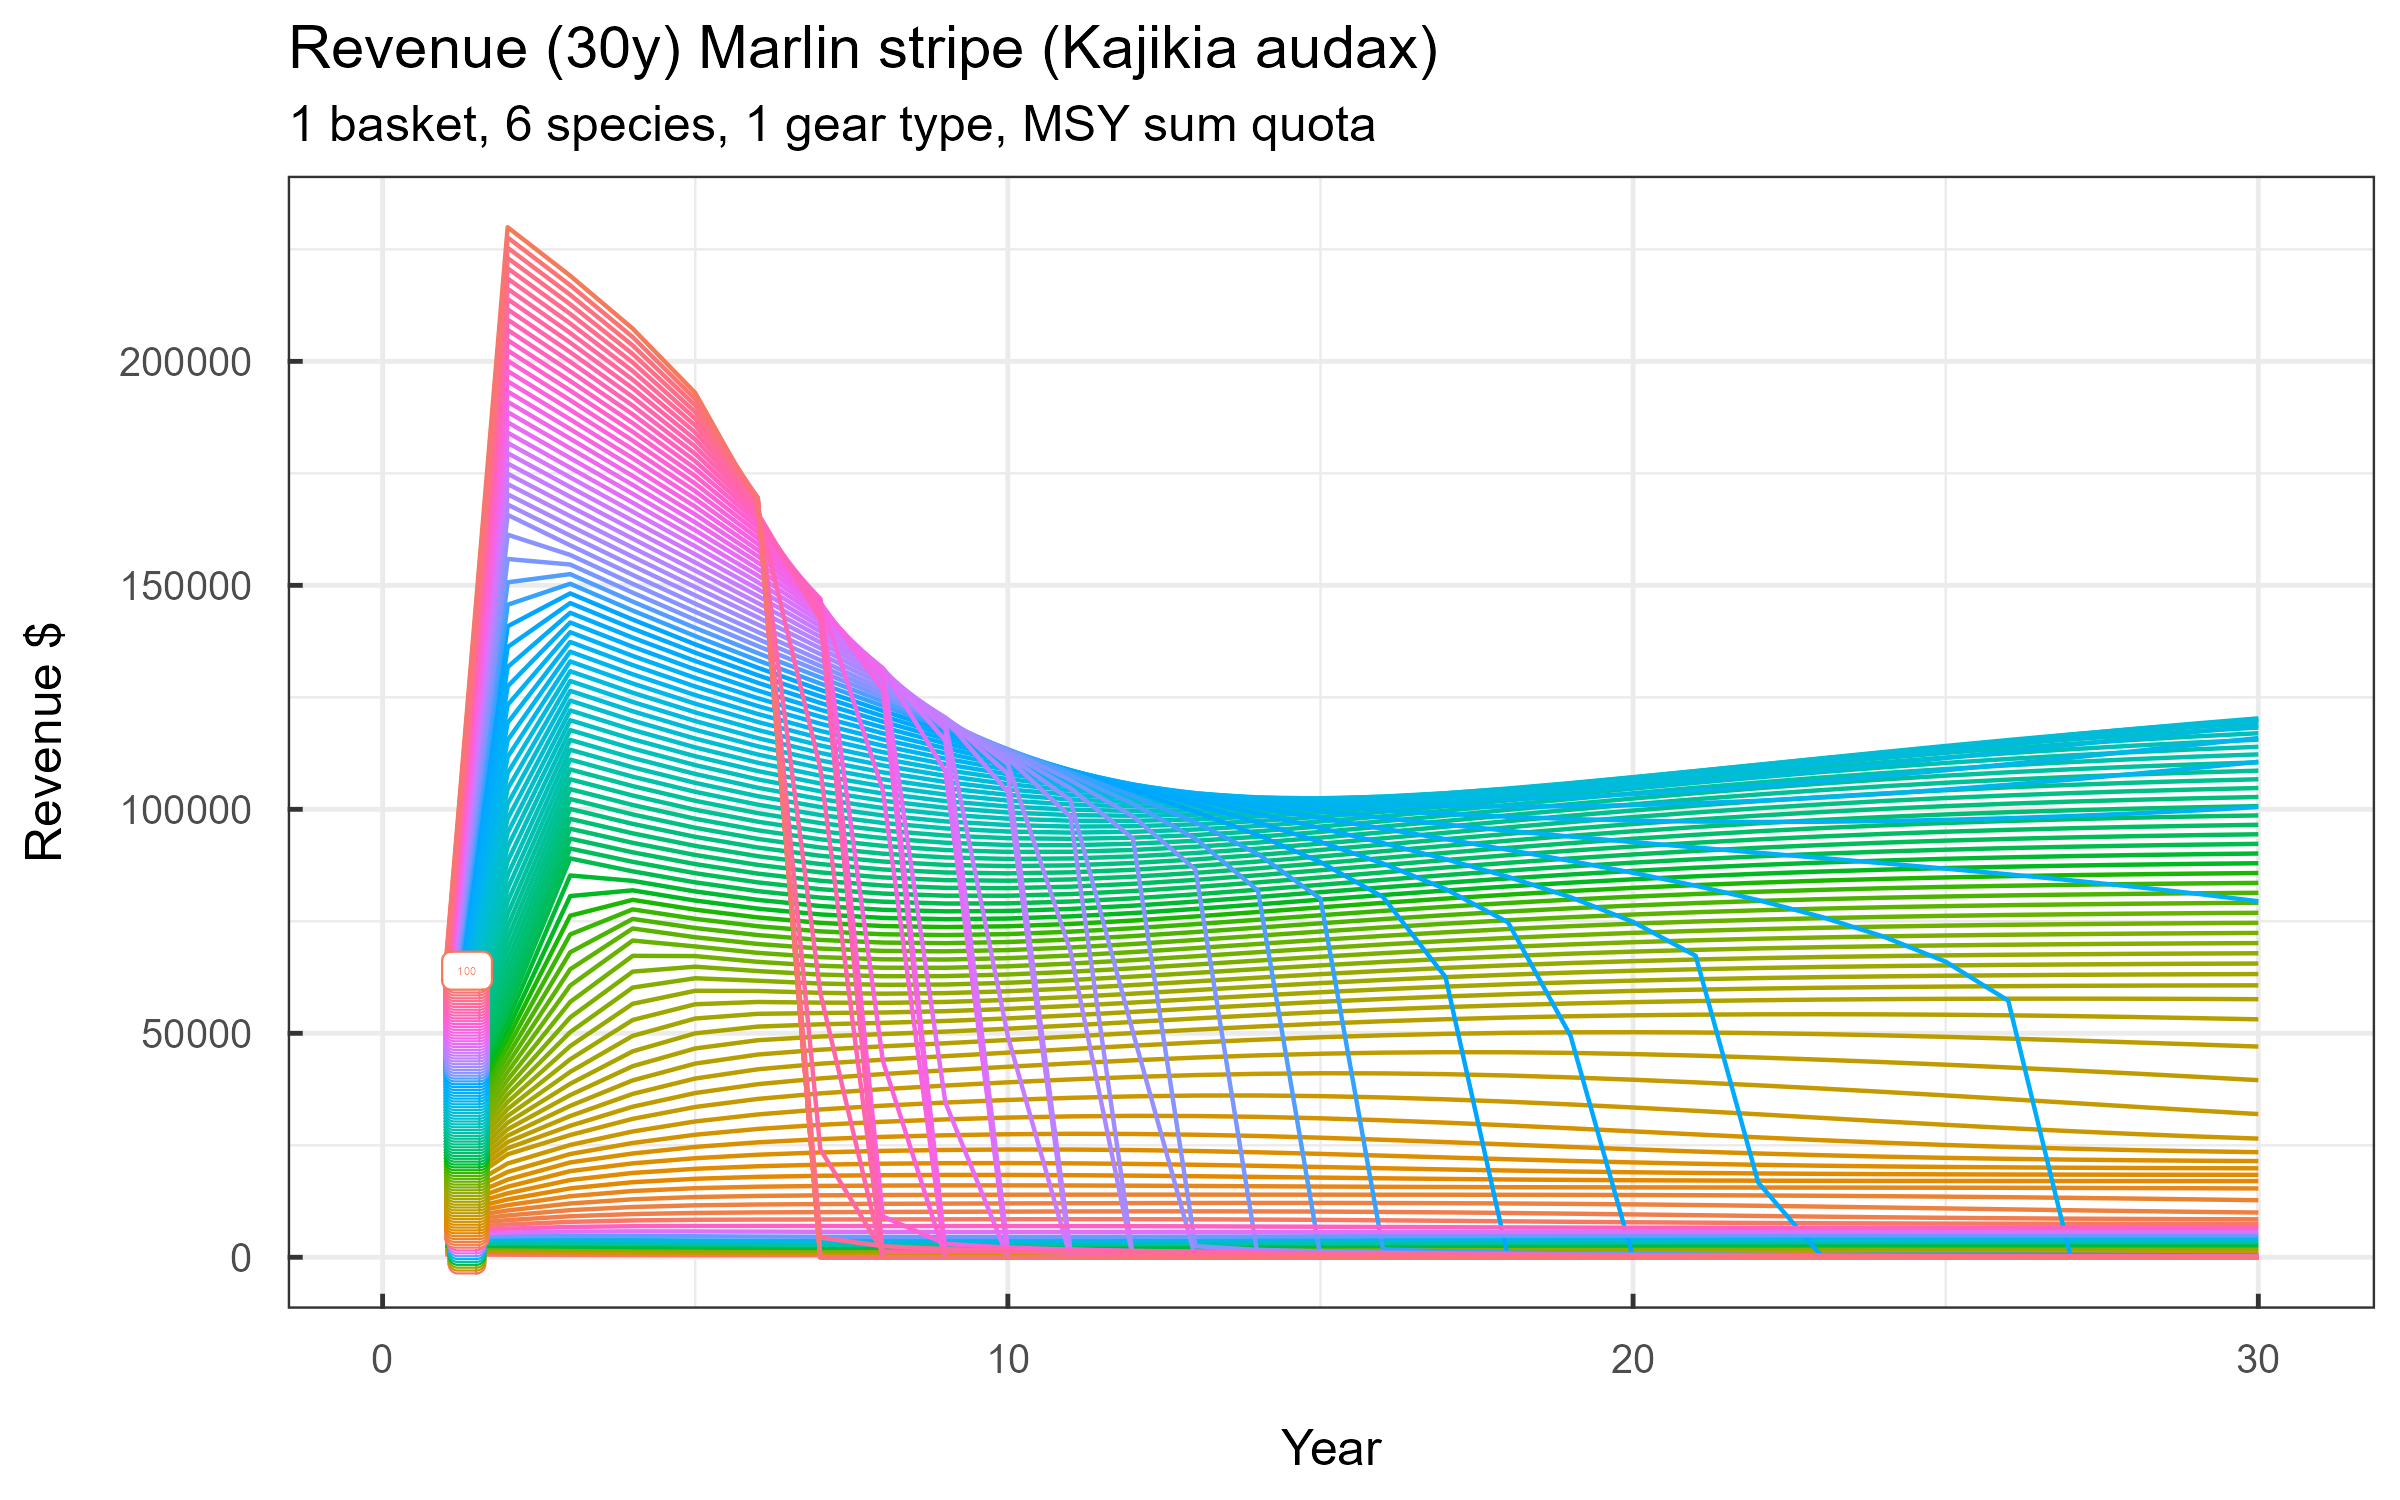 Revenue (30y) Marlin stripe (Kajikia audax)
1 basket, 6 species, 1 gear type, MSY sum quota
Revenue $
200000
150000
100000
50000
0
100
0
10
20
30
Year